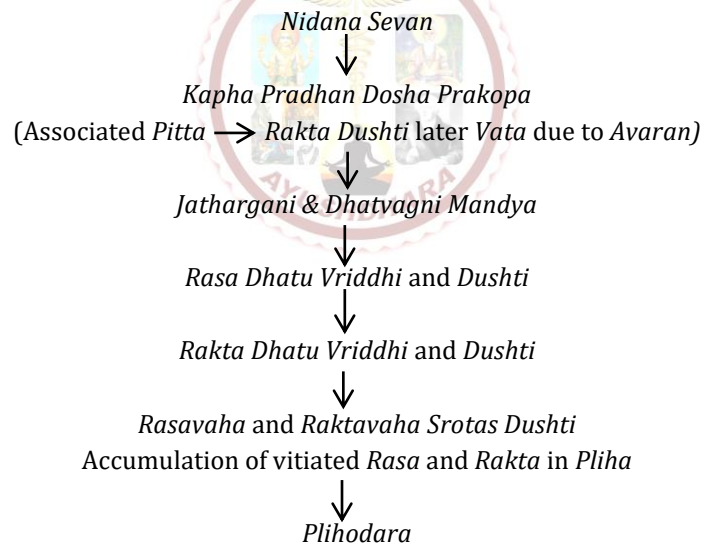 Nidana Sevan
Kapha Pradhan Dosha Prakopa
(Associated Pitta → Rakta Dushti later Vata due to Avaran)
Jathargani & Dhatvagni Mandya
Rasa Dhatu Vriddhi and Dushti
Rakta Dhatu Vriddhi and Dushti
Rasavaha and Raktavaha Srotas Dushti
Accumulation of vitiated Rasa and Rakta in Pliha
Plihodara